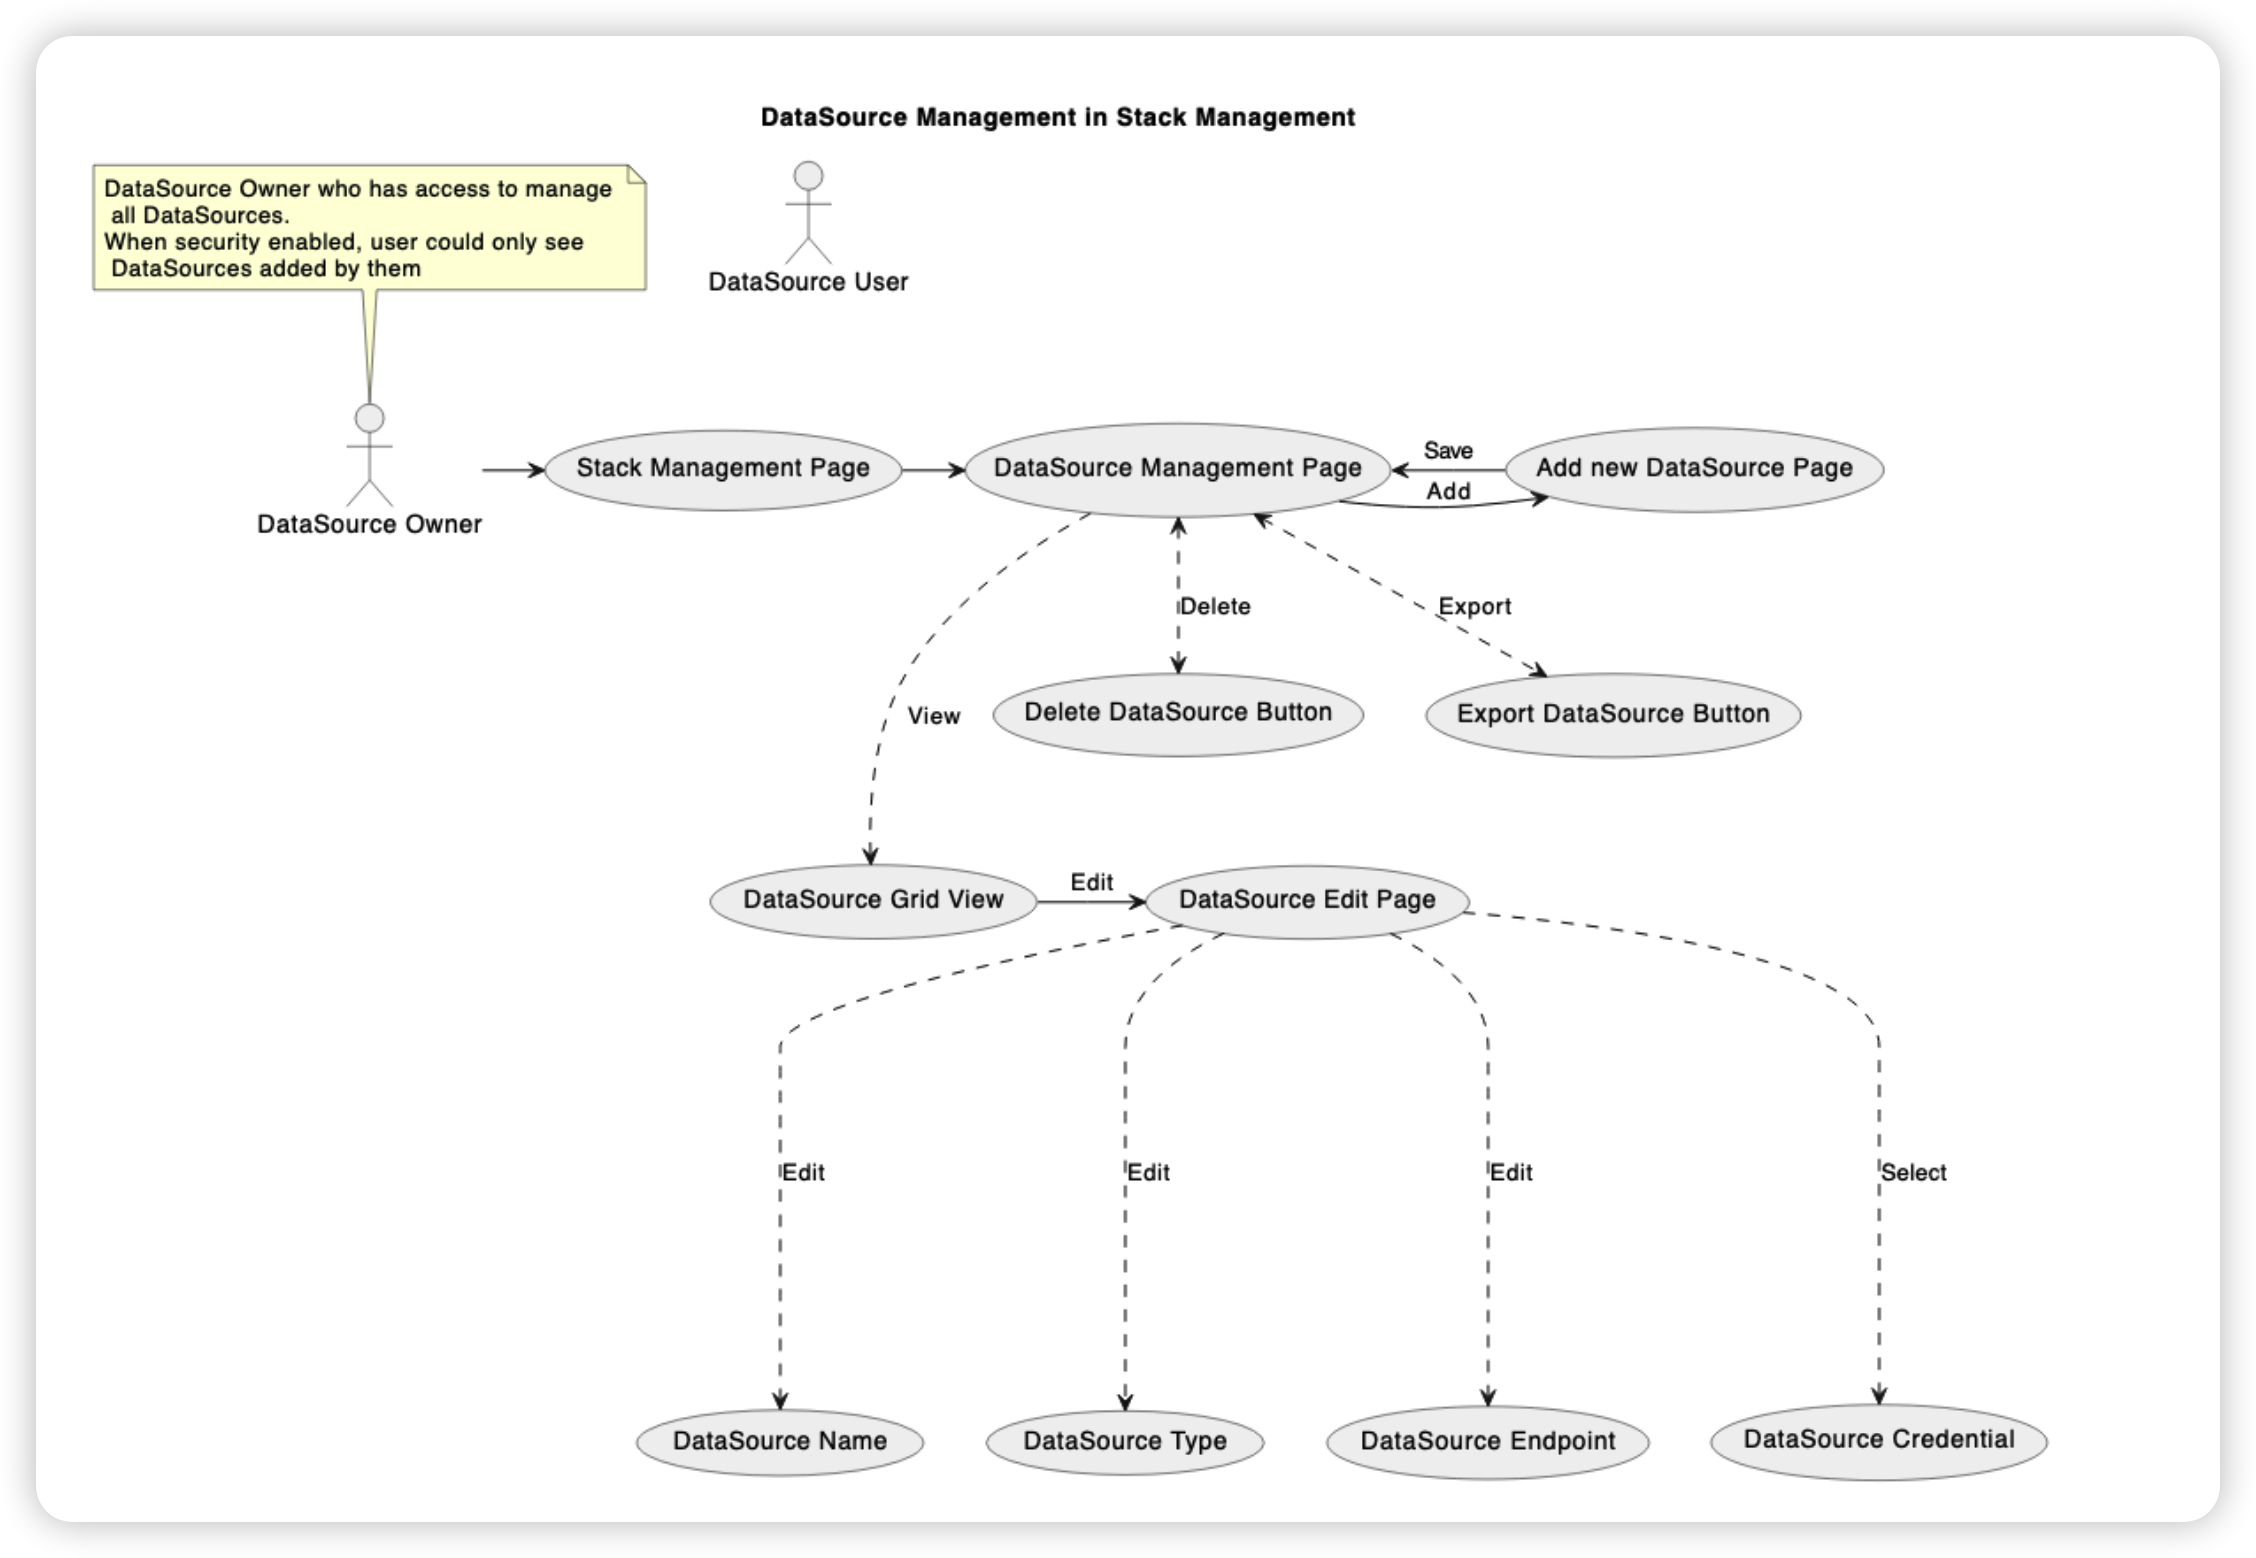 DataSource Management in Stack Management
DataSource Owner who has access to manage
all DataSources.
When security enabled, user could only see
DataSources added by them
DataSource User
DataSource Owner
Stack Management Page
DataSource Management Page
Save
Add
Add new DataSource Page
Delete
Export
View
Delete DataSource Button
Export DataSource Button
DataSource Grid View
Edit
DataSource Edit Page
Edit
Edit
Edit
Select
DataSource Name
DataSource Type
DataSource Endpoint
DataSource Credential